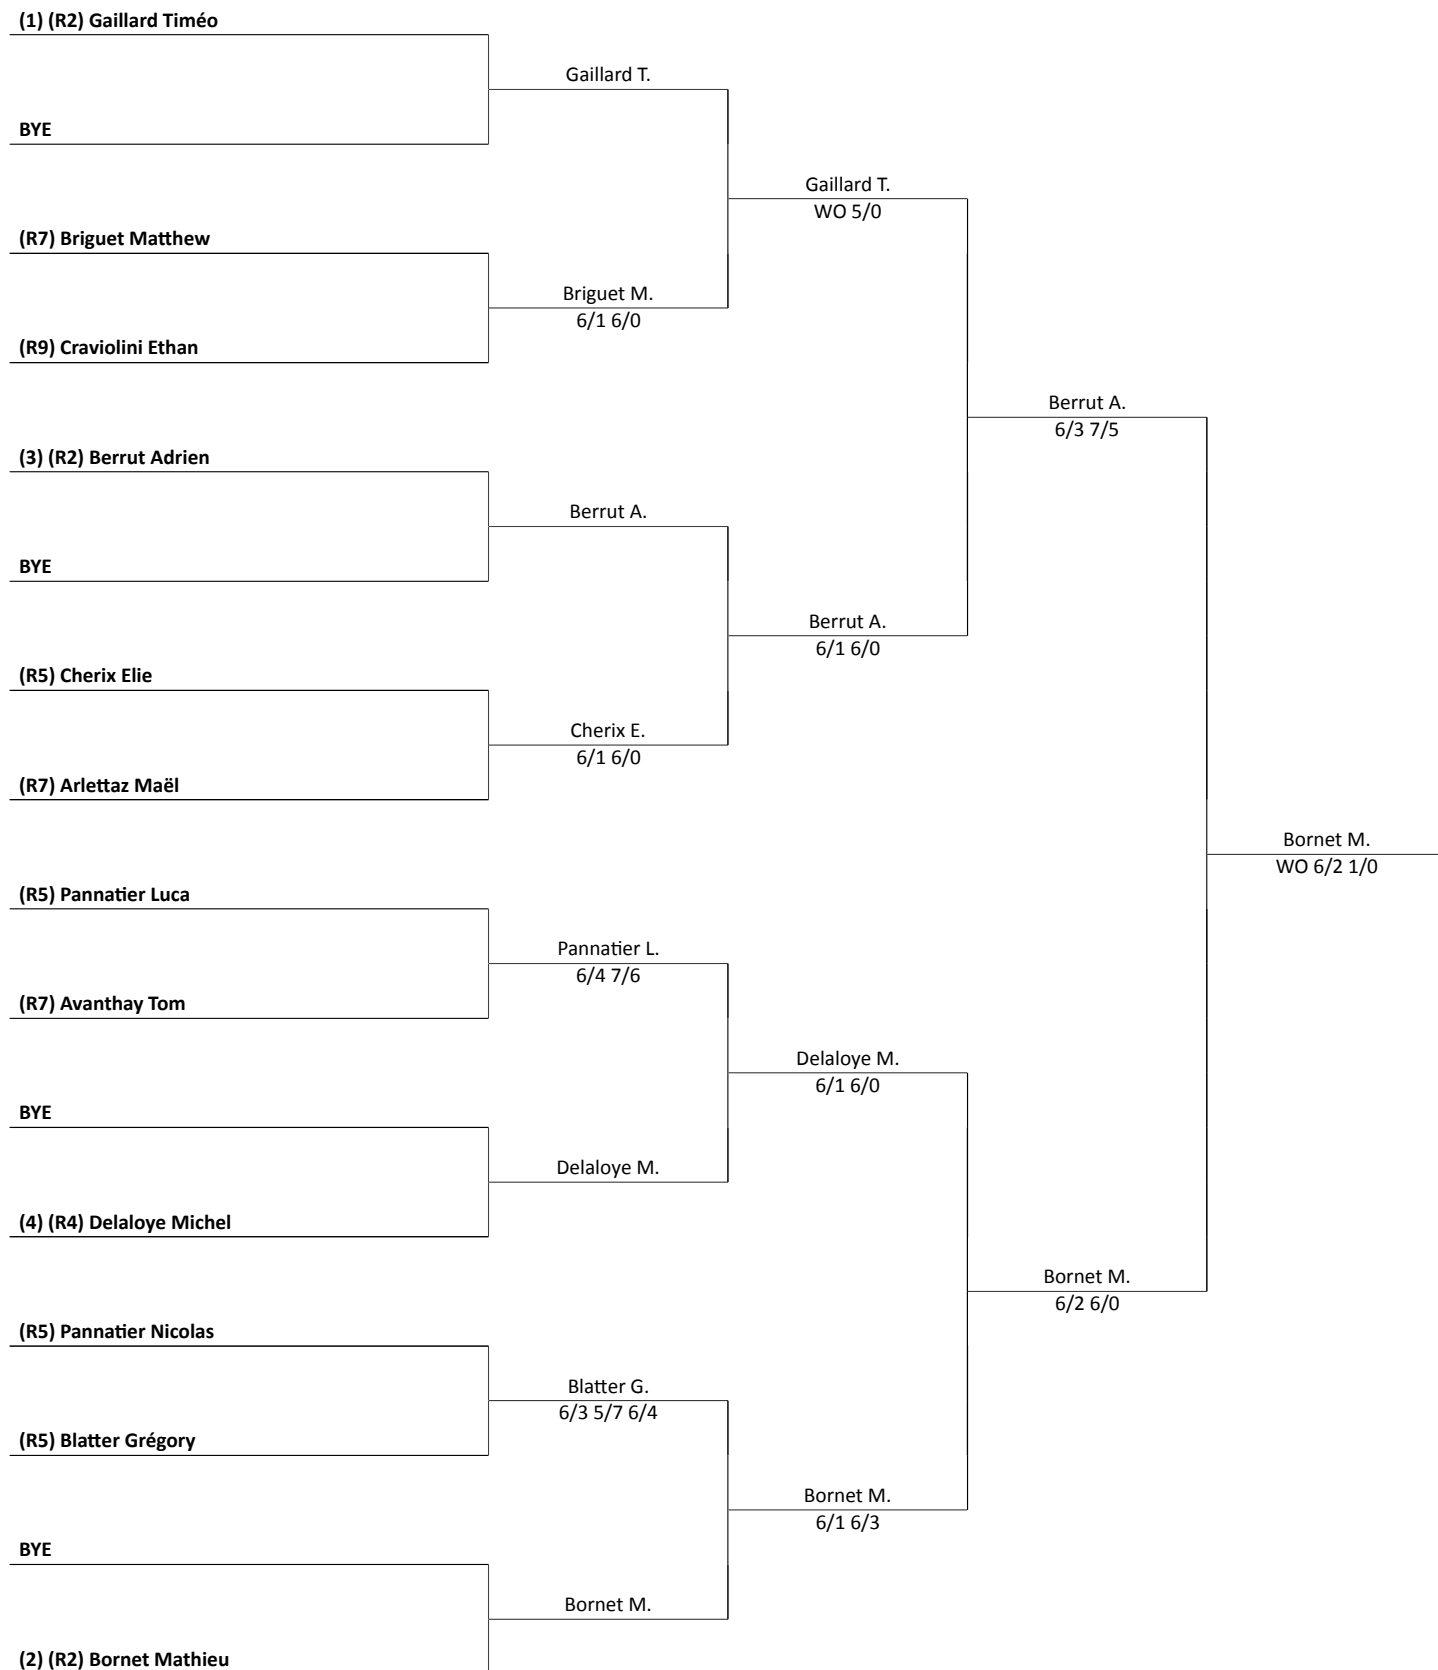 (1) (R2) Gaillard Timéo
Gaillard T.
BYE
Gaillard T.
WO 5/0
(R7) Briguet Matthew
Briguet M.
6/1 6/0
(R9) Craviolini Ethan
Berrut A.
6/3 7/5
(3) (R2) Berrut Adrien
Berrut A.
BYE
Berrut A.
6/1 6/0
(R5) Cherix Elie
Cherix E.
6/1 6/0
(R7) Arlettaz Maël
Bornet M.
WO 6/2 1/0
(R5) Pannatier Luca
Pannatier L.
6/4 7/6
(R7) Avanthay Tom
Delaloye M.
6/1 6/0
BYE
Delaloye M.
(4) (R4) Delaloye Michel
Bornet M.
6/2 6/0
(R5) Pannatier Nicolas
Blatter G.
6/3 5/7 6/4
(R5) Blatter Grégory
Bornet M.
6/1 6/3
BYE
Bornet M.
(2) (R2) Bornet Mathieu